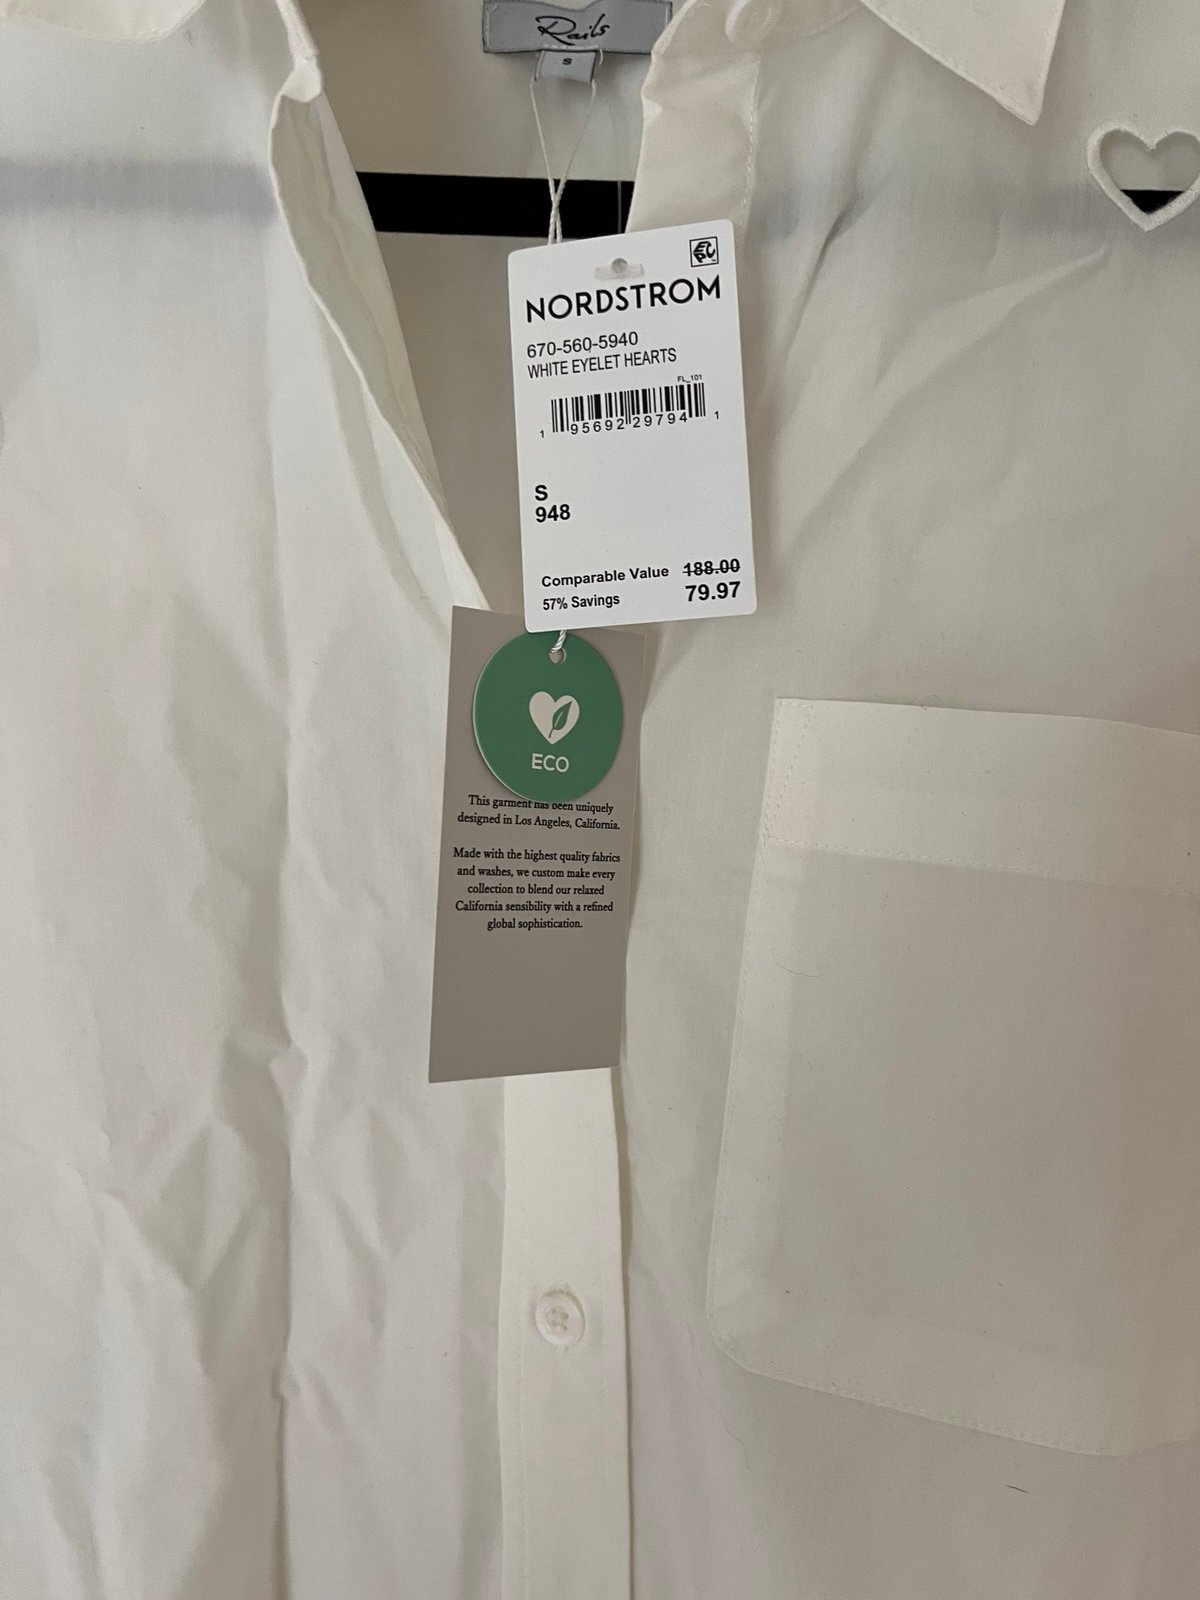 Rails
S
NORDSTROM
670-560-5940
WHITE EYELET HEARTS
FL_101
1 95692 29794 1
S
948
Comparable Value 188.00
57% Savings 79.97
ECO
This garment has been uniquely
designed in Los Angeles, California.
Made with the highest quality fabrics
and washes, we custom make every
collection to blend our relaxed
California sensibility with a refined
global sophistication.